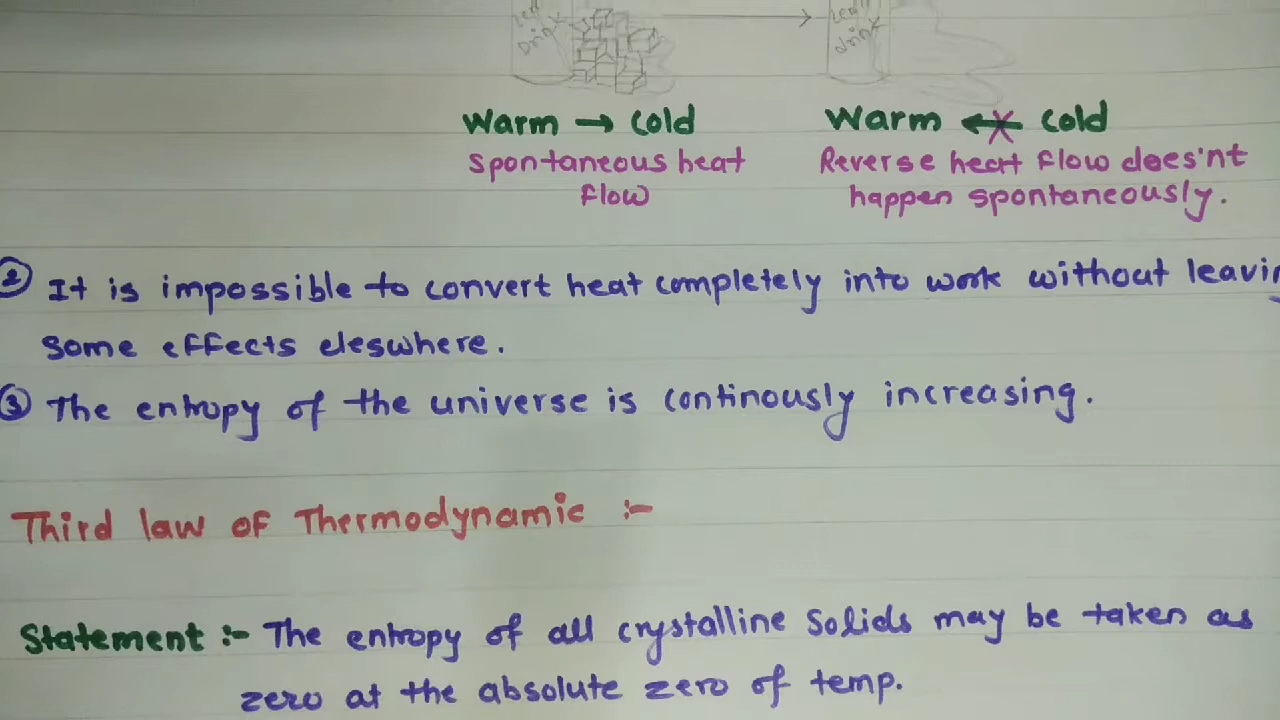 Drink
drink
Warm → cold
Warm ← cold
Spontaneous heat
flow
Reverse heat flow does'nt
happen spontaneously.
② It is impossible to convert heat completely into work without leavin
some effects eleswhere.
③ The entropy of the universe is continously increasing.
Third law of Thermodynamic :-
Statement :- The entropy of all crystalline solids may be taken as
zero at the absolute zero of temp.